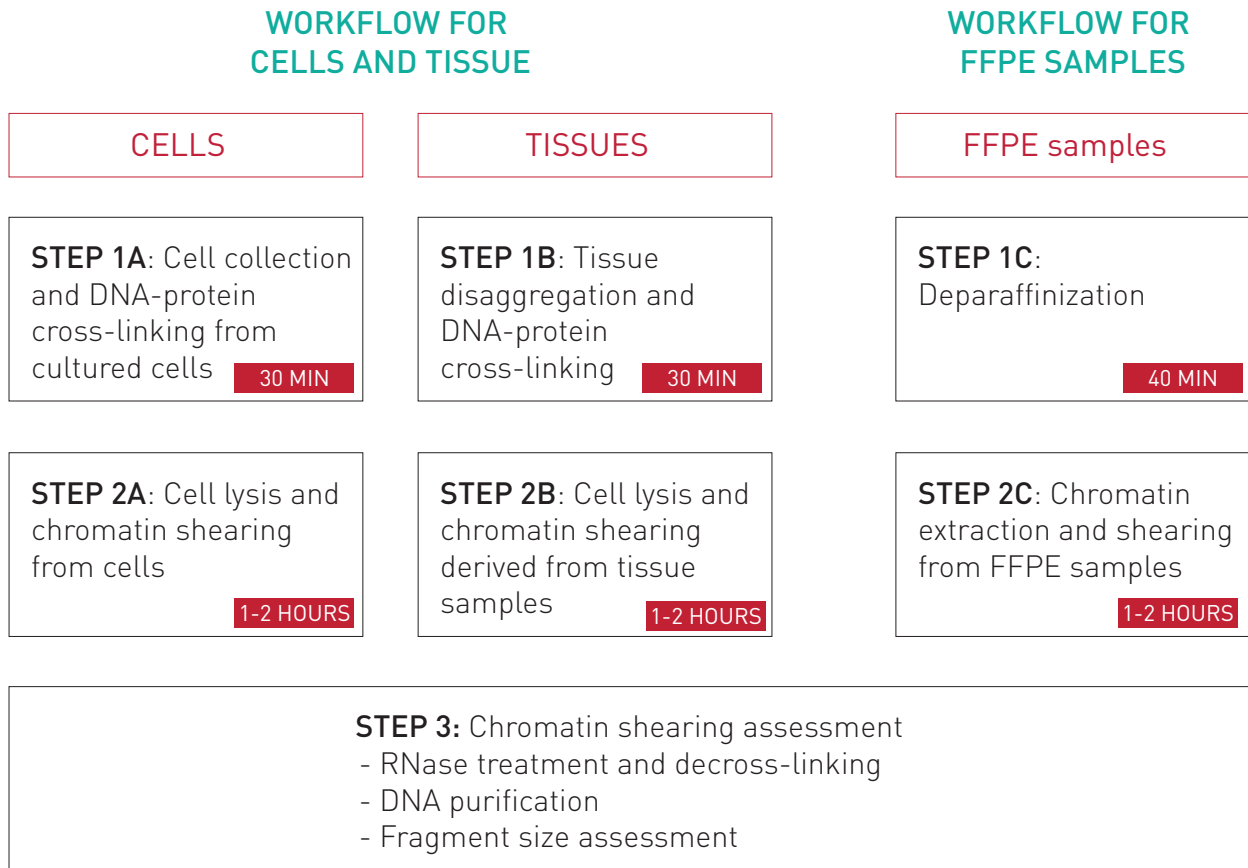 WORKFLOW FOR
CELLS AND TISSUE
WORKFLOW FOR
FFPE SAMPLES
CELLS
TISSUES
FFPE samples
STEP 1A: Cell collection
and DNA-protein
cross-linking from
cultured cells
30 MIN
STEP 1B: Tissue
disaggregation and
DNA-protein
cross-linking
30 MIN
STEP 1C:
Deparaffinization
40 MIN
STEP 2A: Cell lysis and
chromatin shearing
from cells
1-2 HOURS
STEP 2B: Cell lysis and
chromatin shearing
derived from tissue
samples
1-2 HOURS
STEP 2C: Chromatin
extraction and shearing
from FFPE samples
1-2 HOURS
STEP 3: Chromatin shearing assessment
- RNase treatment and decross-linking
- DNA purification
- Fragment size assessment